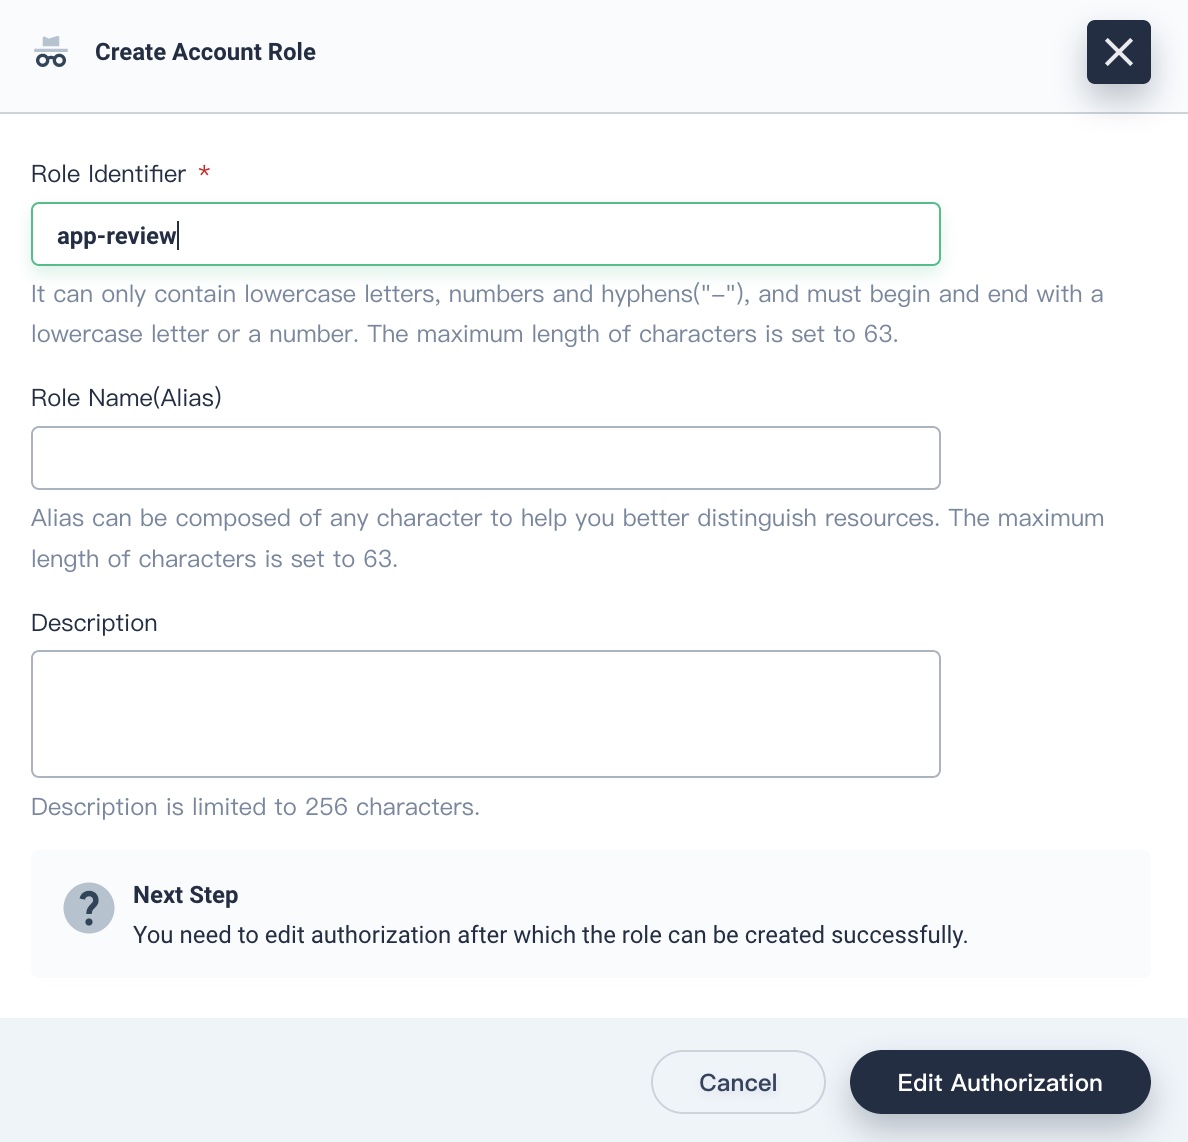 Create Account Role
Role Identifier *
app-review
It can only contain lowercase letters, numbers and hyphens("–"), and must begin and end with a
lowercase letter or a number. The maximum length of characters is set to 63.
Role Name(Alias)
Alias can be composed of any character to help you better distinguish resources. The maximum
length of characters is set to 63.
Description
Description is limited to 256 characters.
?
Next Step
You need to edit authorization after which the role can be created successfully.
Cancel
Edit Authorization